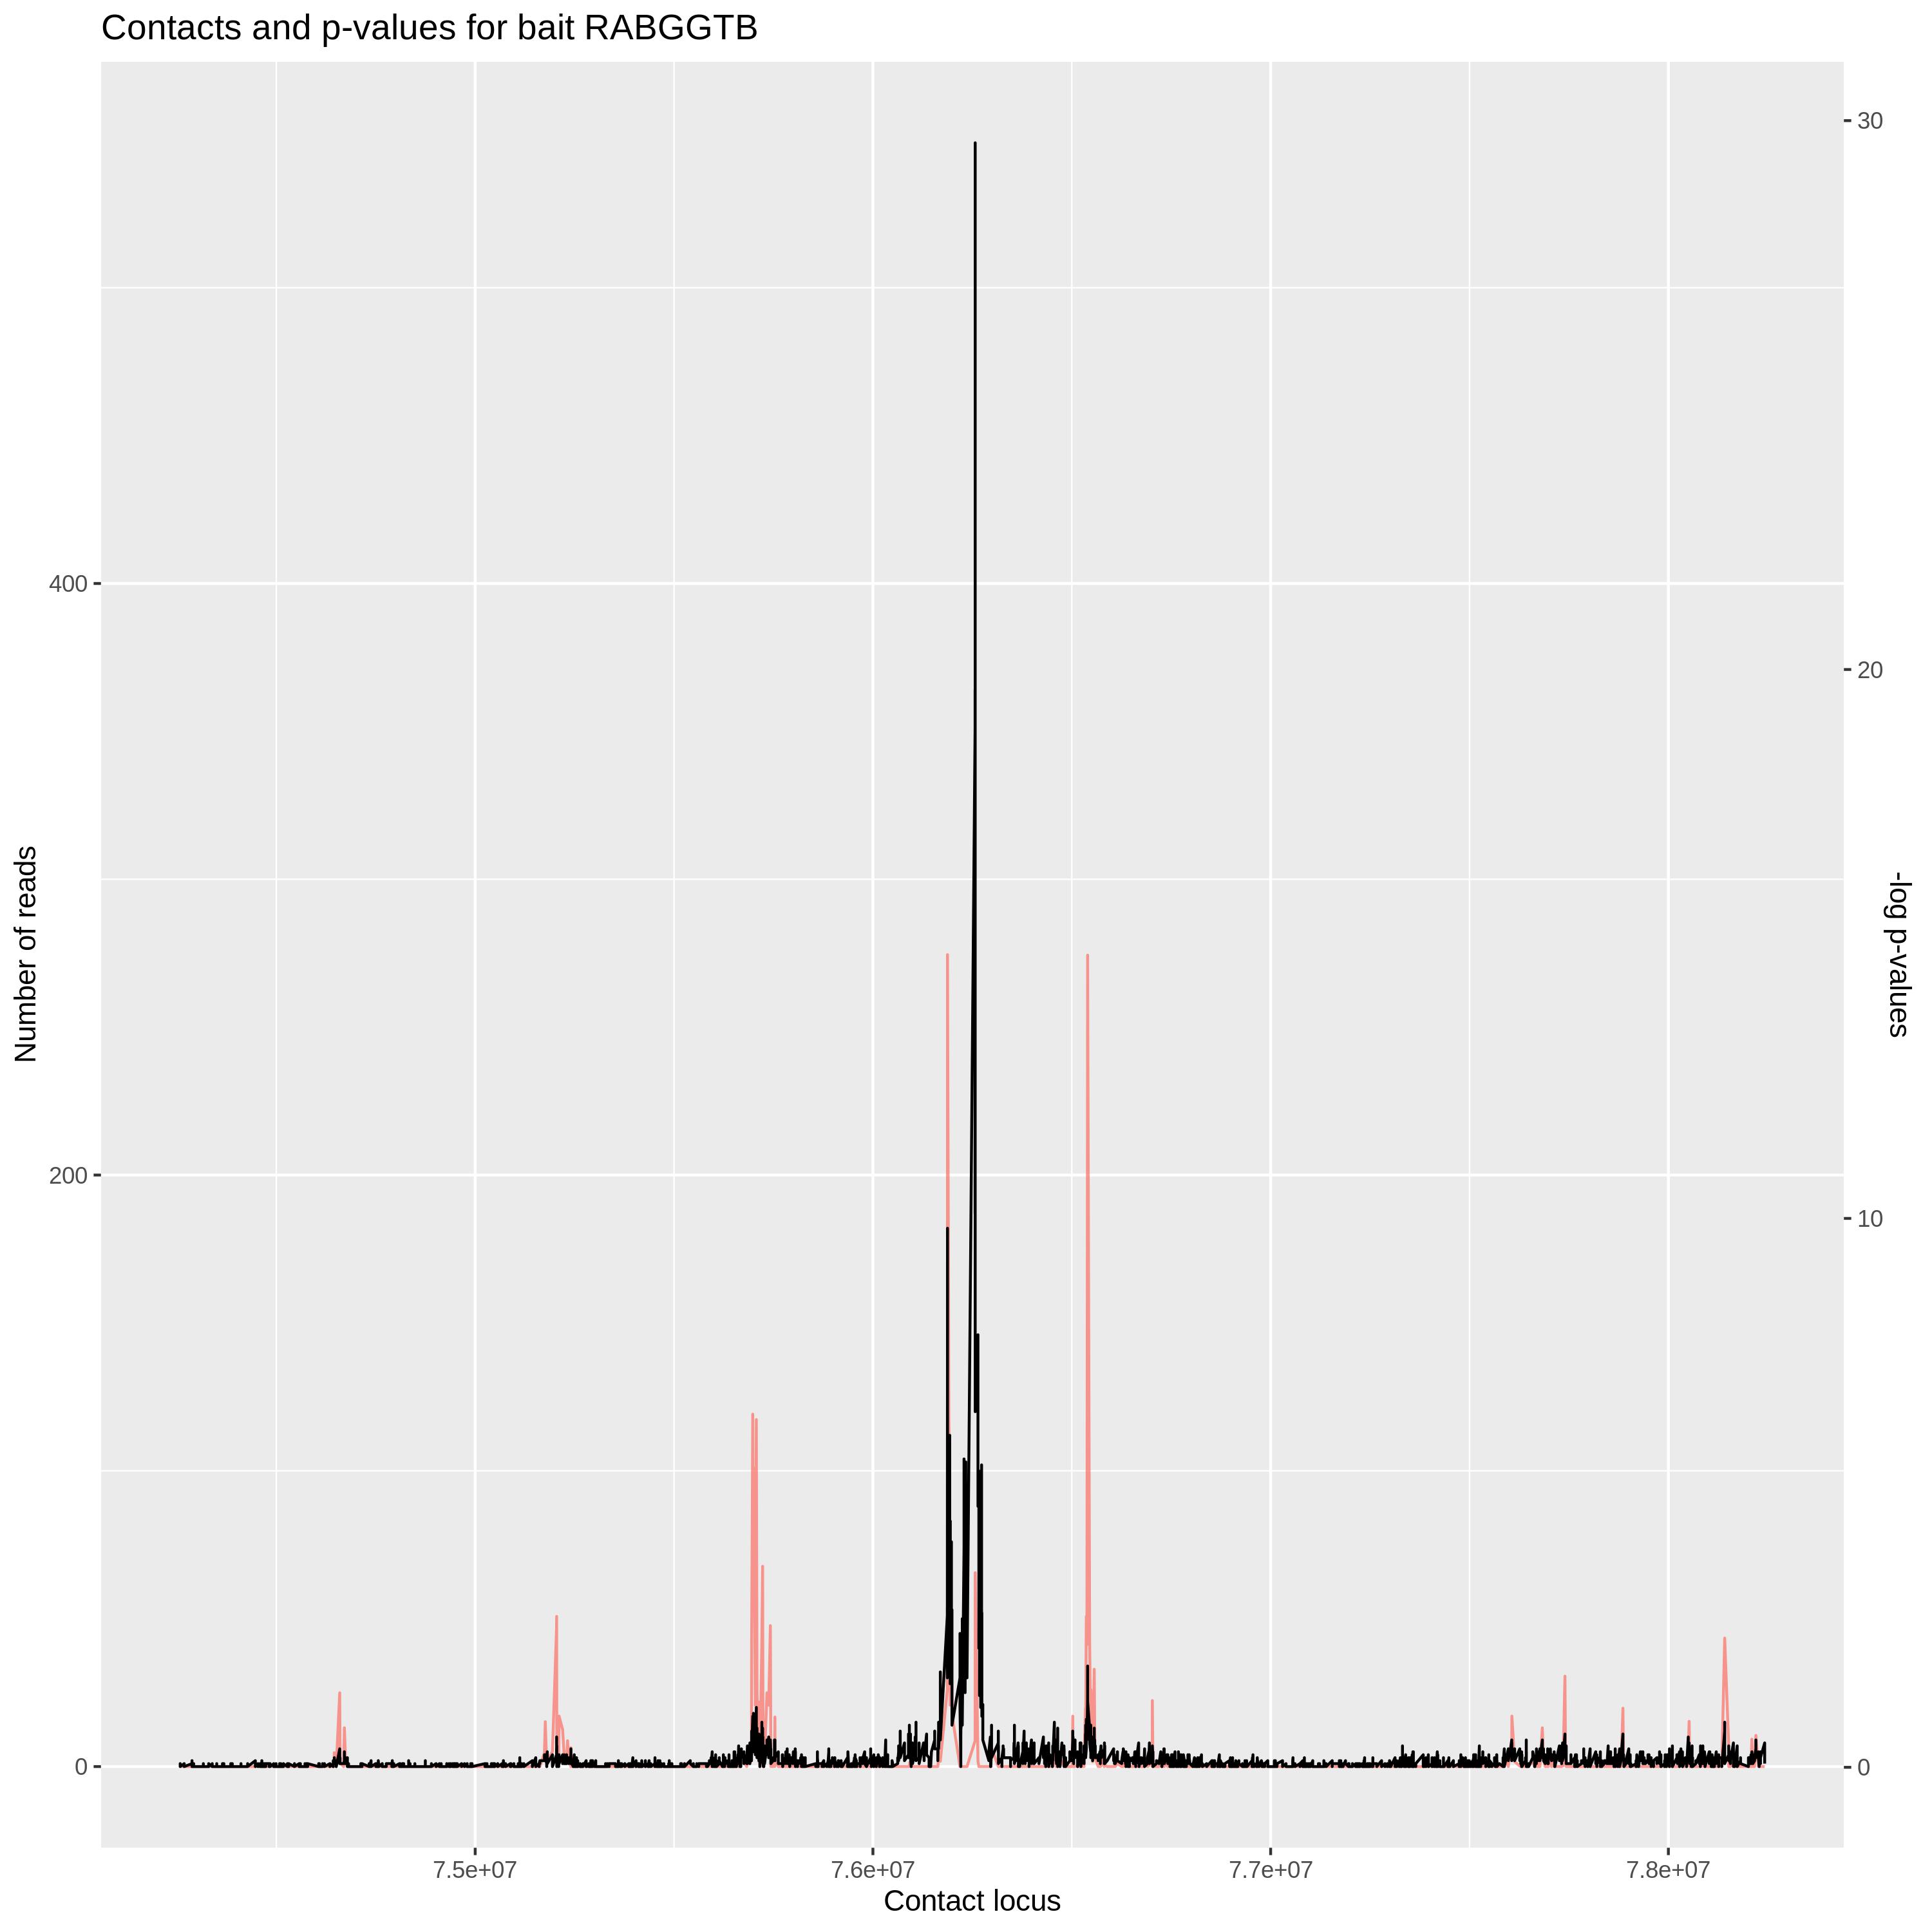 Contacts and p-values for bait RABGGTB
Number of reads
400
200
0
30
20
10
0
-log p-values
7.5e+07 7.6e+07 7.7e+07 7.8e+07
Contact locus